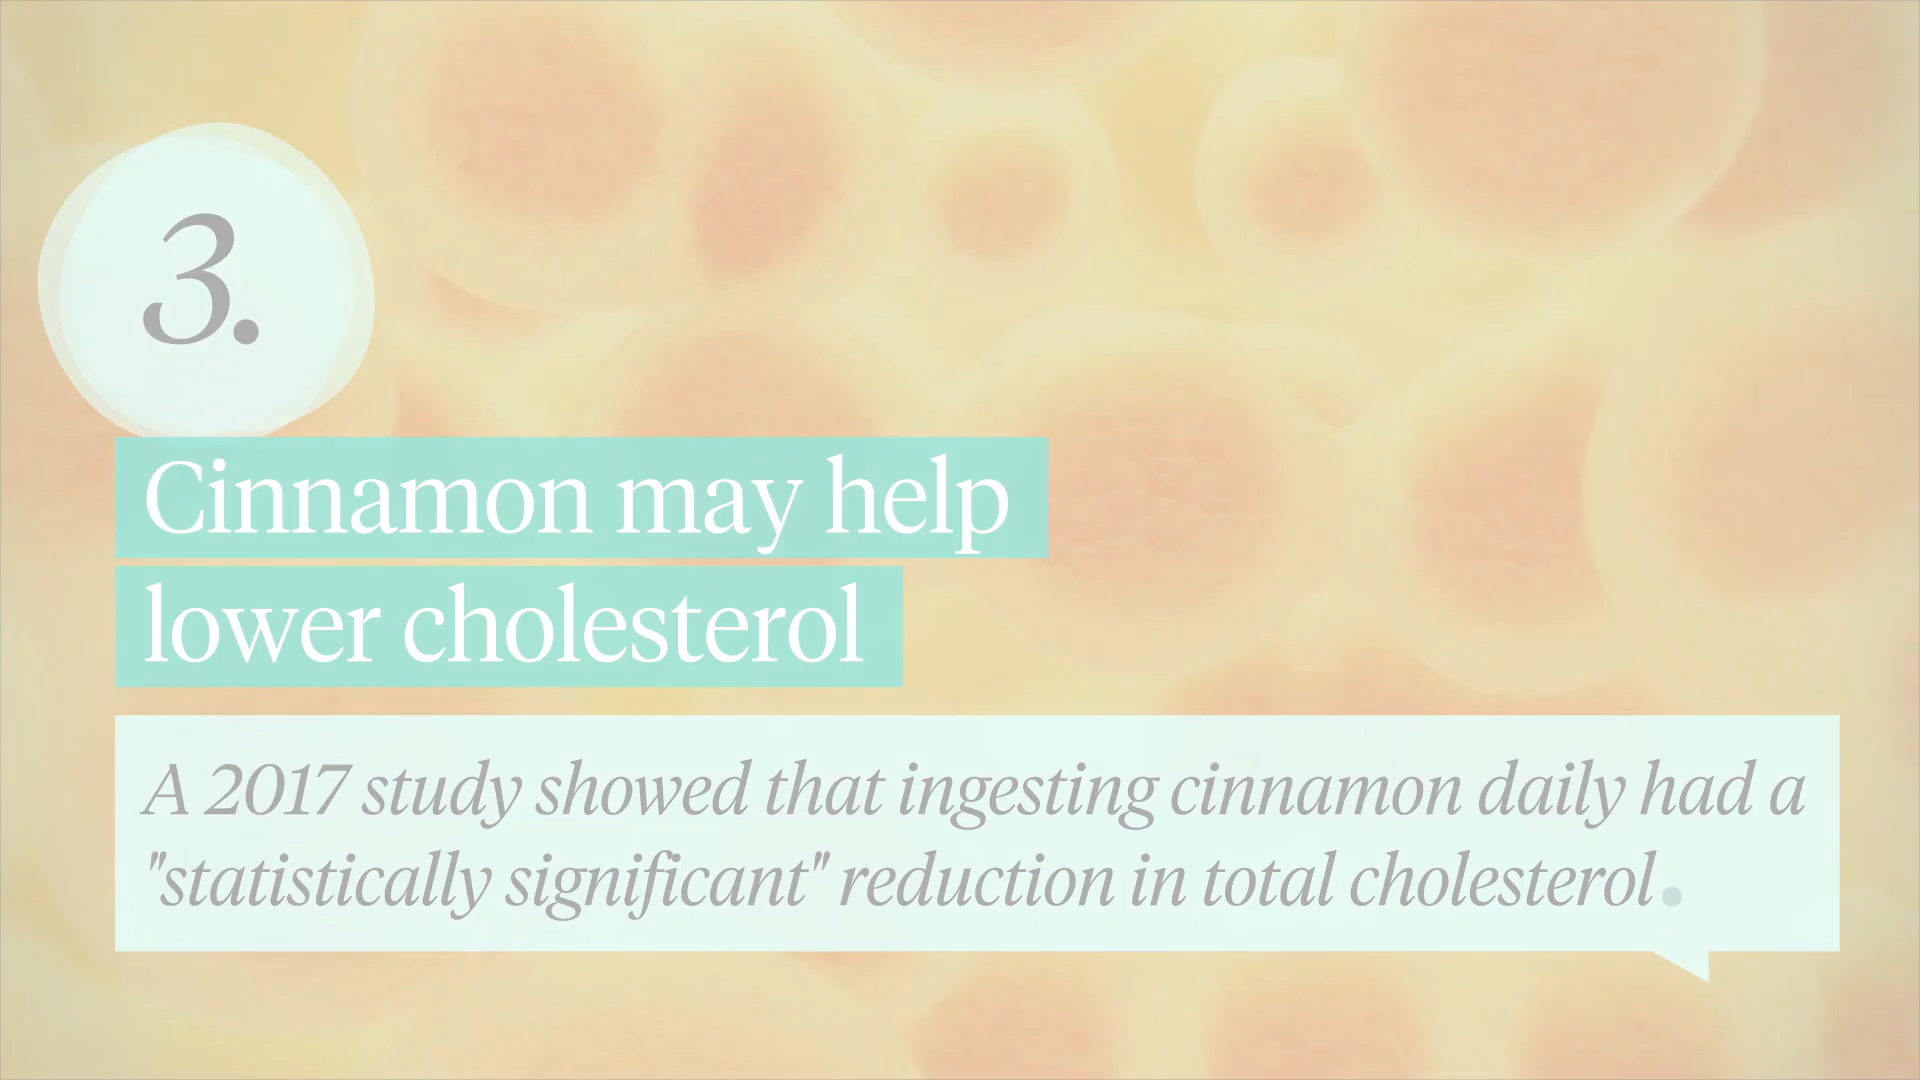 3.
Cinnamon may help
lower cholesterol
A 2017 study showed that ingesting cinnamon daily had a
"statistically significant" reduction in total cholesterol.